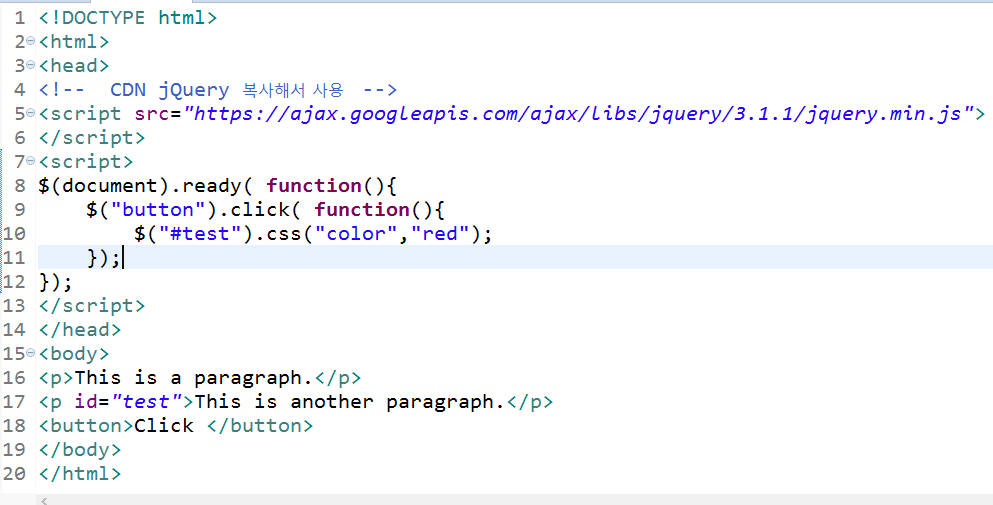 1 <!DOCTYPE html>
2 <html>
3 <head>
4 <!--  CDN jQuery 복사해서 사용  -->
5 <script src="https://ajax.googleapis.com/ajax/libs/jquery/3.1.1/jquery.min.js">
6 </script>
7 <script>
8 $(document).ready( function(){
9     $("button").click( function(){
10         $("#test").css("color","red");
11     });
12 });
13 </script>
14 </head>
15 <body>
16 <p>This is a paragraph.</p>
17 <p id="test">This is another paragraph.</p>
18 <button>Click </button>
19 </body>
20 </html>